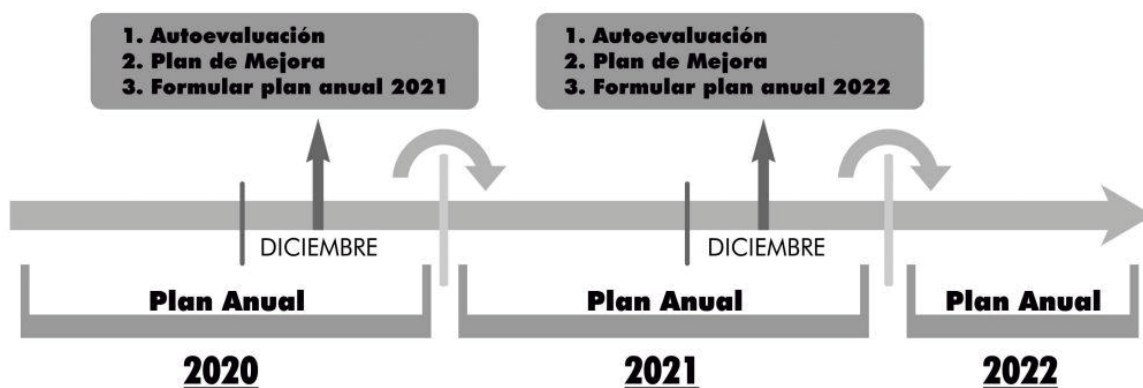 1. Autoevaluación
2. Plan de Mejora
3. Formular plan anual 2021
1. Autoevaluación
2. Plan de Mejora
3. Formular plan anual 2022
DICIEMBRE
DICIEMBRE
Plan Anual
Plan Anual
Plan Anual
2020
2021
2022